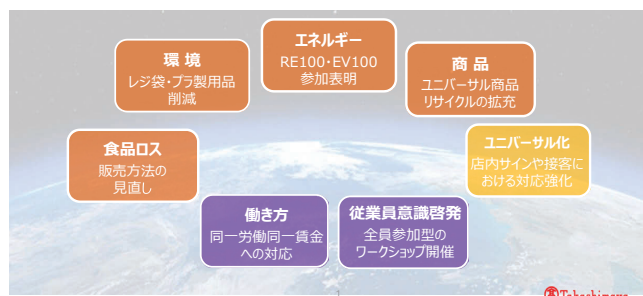 エネルギー
RE100・EV100
参加表明
環 境
レジ袋・プラ製用品
削減
商 品
ユニバーサル商品
リサイクルの拡充
食品ロス
販売方法の
見直し
ユニバーサル化
店内サインや接客に
おける対応強化
働き方
同一労働同一賃金
への対応
従業員意識啓発
全員参加型の
ワークショップ開催
1